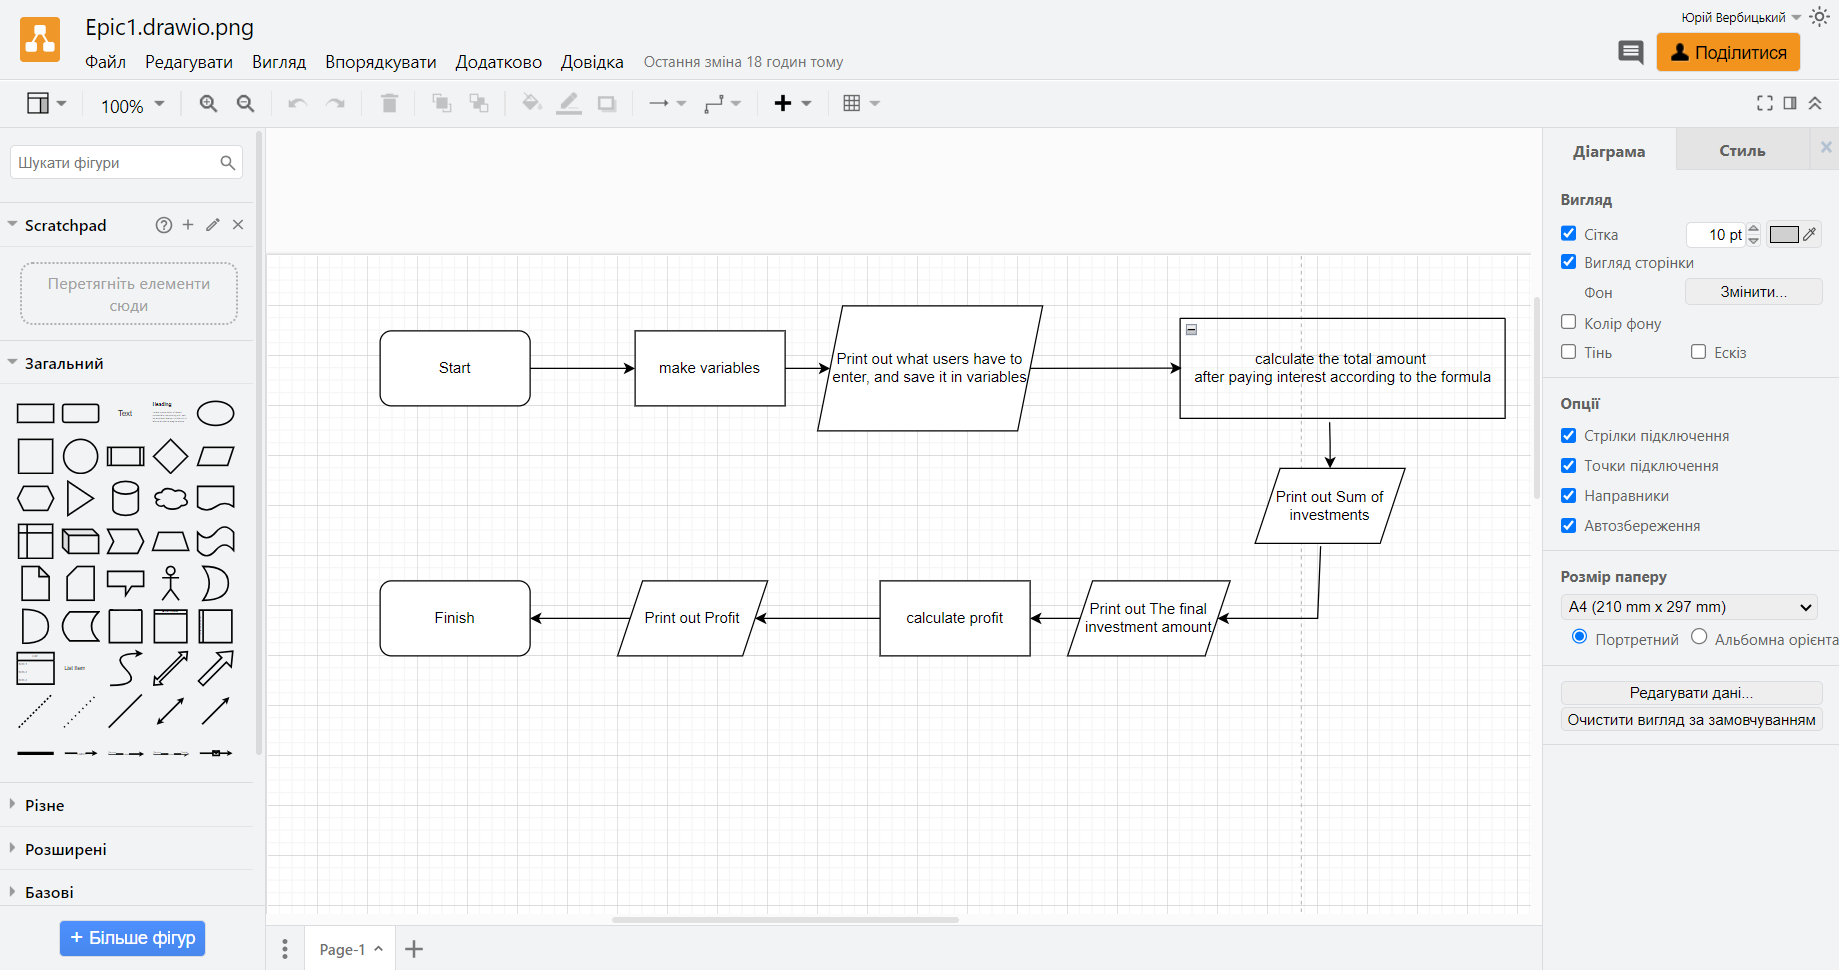 Epic1.drawio.png
Юрій Вербицький
Файл Редагувати Вигляд Впорядкувати Додатково Довідка Остання зміна 18 годин тому
Поділитися
100%
Шукати фігури
Scratchpad
Перетягніть елементи
сюди
Загальний
Text
Heading
List Item
Різне
Розширені
Базові
+ Більше фігур
Start
make variables
Print out what users have to
enter, and save it in variables
calculate the total amount
after paying interest according to the formula
Print out Sum of
investments
Print out The final
investment amount
calculate profit
Print out Profit
Finish
Page-1
Діаграма Стиль
Вигляд
Сітка 10 pt
Вигляд сторінки
Фон Змінити...
Колір фону
Тінь Ескіз
Опції
Стрілки підключення
Точки підключення
Направники
Автозбереження
Розмір паперу
A4 (210 mm x 297 mm)
Портретний Альбомна орієнта
Редагувати дані...
Очистити вигляд за замовчуванням